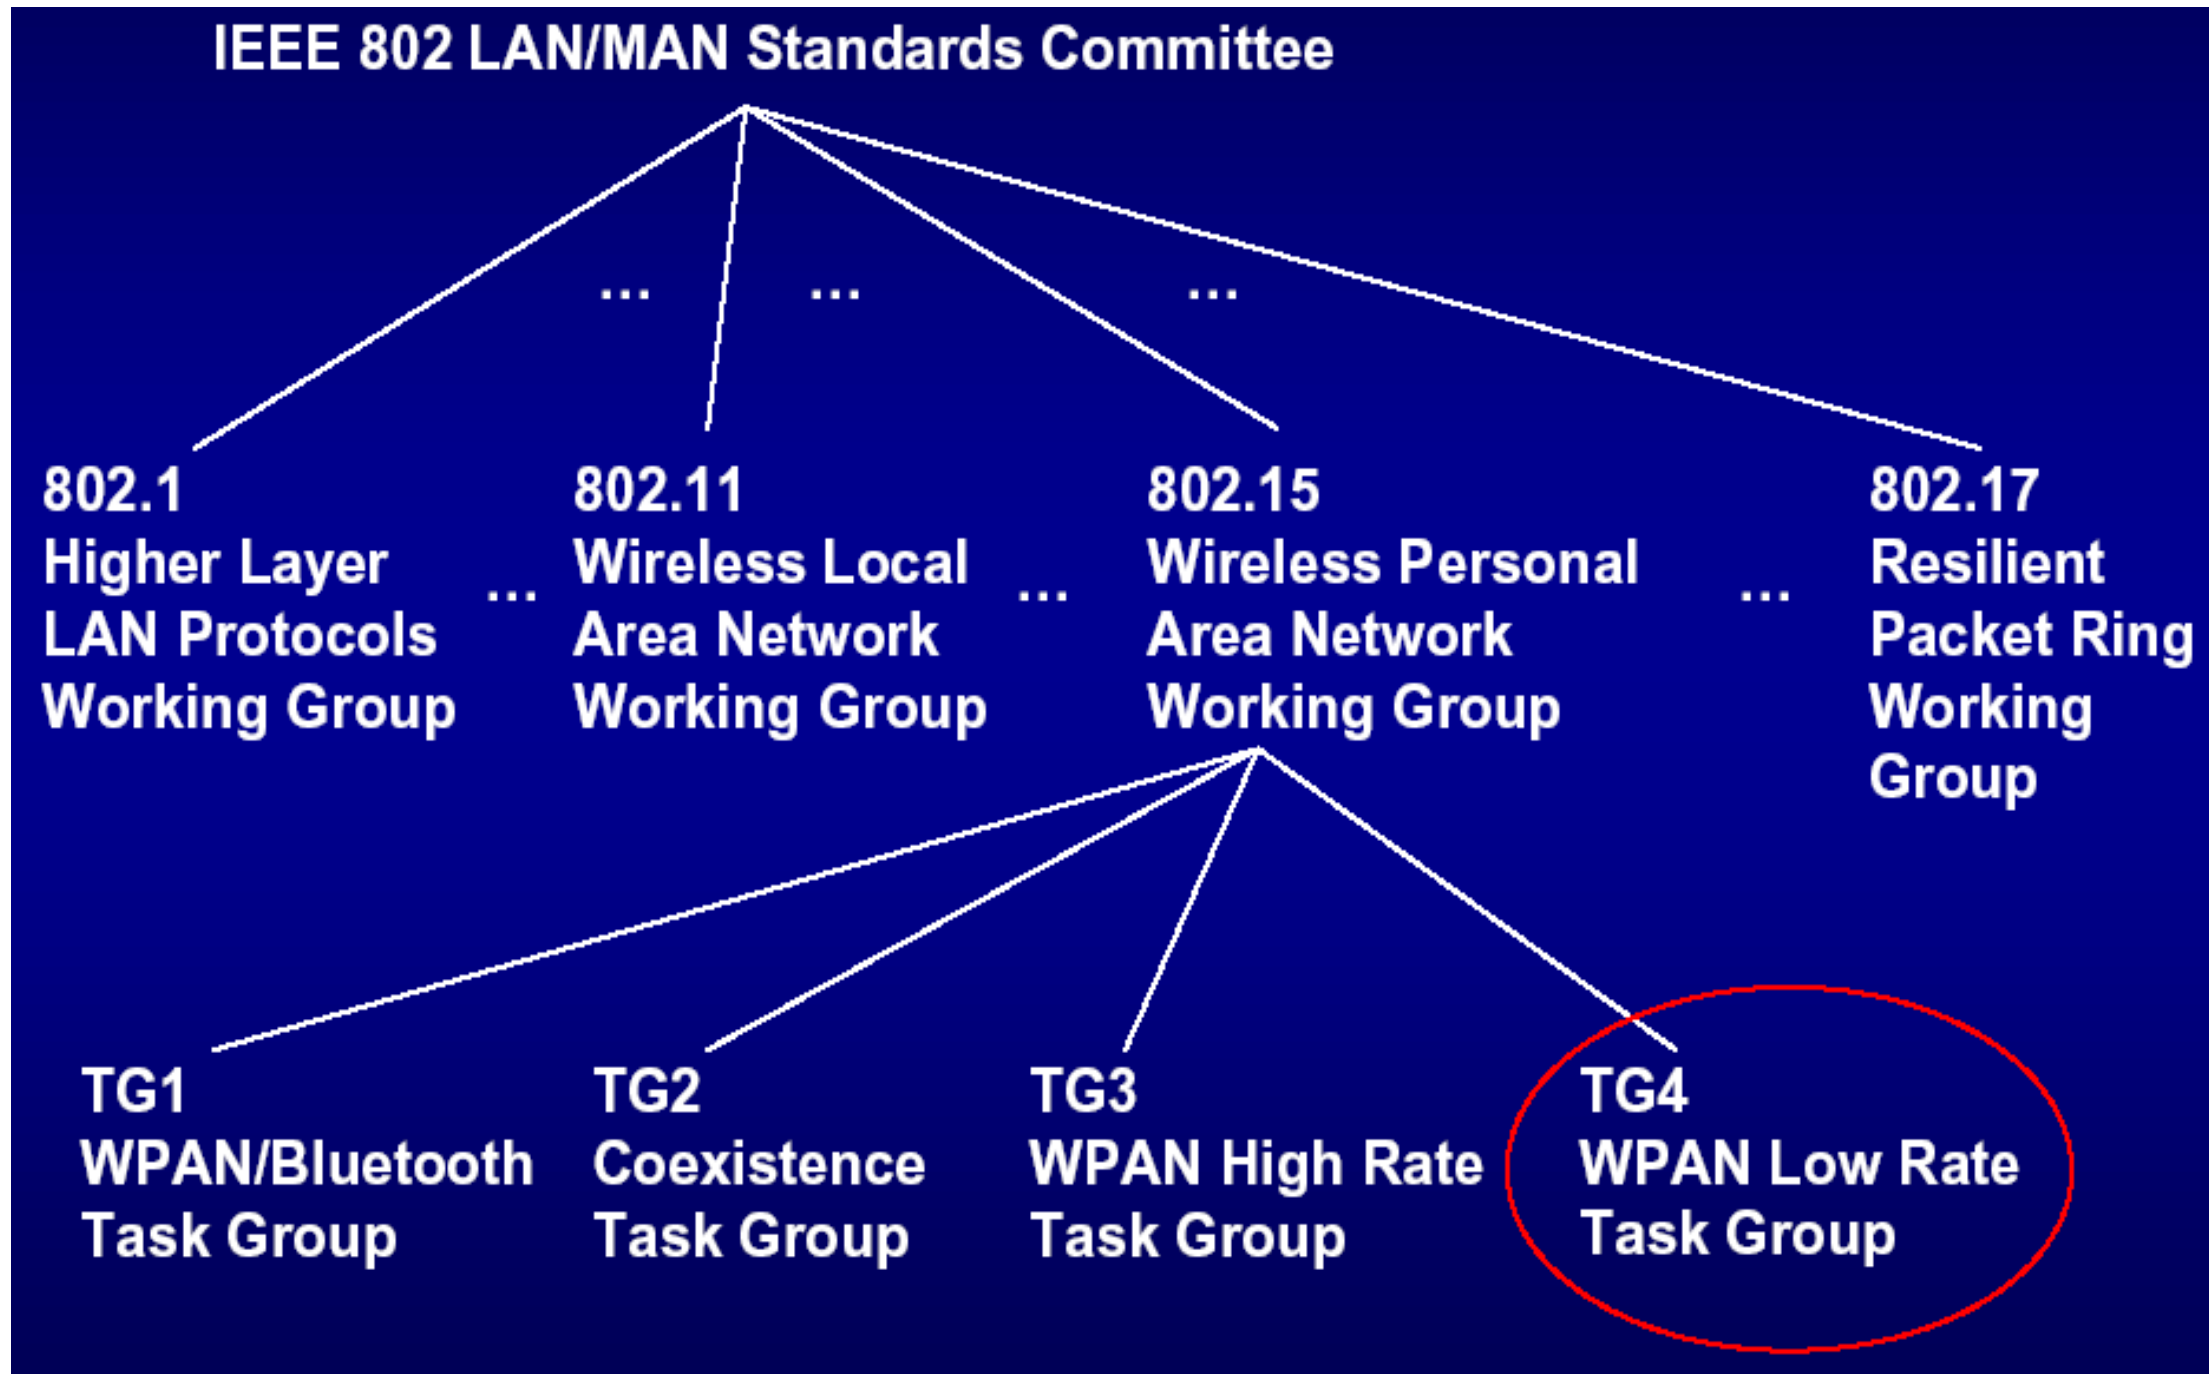 IEEE 802 LAN/MAN Standards Committee
... ... ...
802.1
Higher Layer
LAN Protocols
Working Group
...
802.11
Wireless Local
Area Network
Working Group
...
802.15
Wireless Personal
Area Network
Working Group
...
802.17
Resilient
Packet Ring
Working
Group
TG1
WPAN/Bluetooth
Task Group
TG2
Coexistence
Task Group
TG3
WPAN High Rate
Task Group
TG4
WPAN Low Rate
Task Group